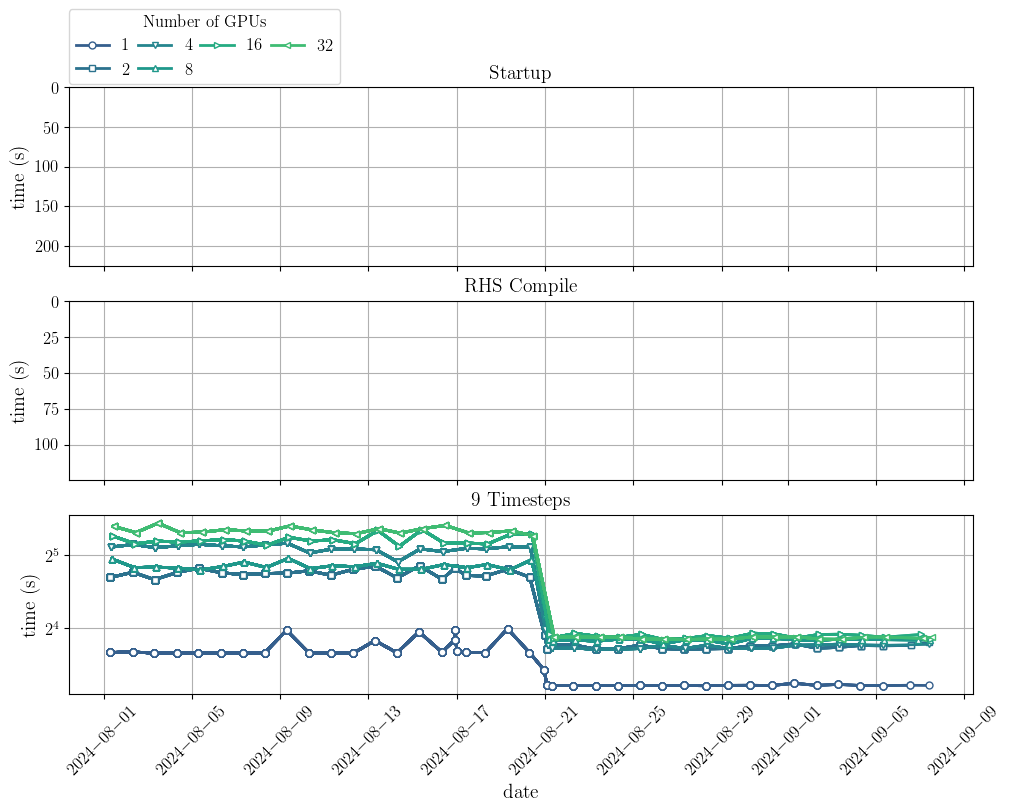 Number of GPUs
1 4 16 32
2 8
Startup
0
50
100
150
200
time (s)
RHS Compile
0
25
50
75
100
time (s)
9 Timesteps
2^5
2^4
time (s)
2024−08−01 2024−08−05 2024−08−09 2024−08−13 2024−08−17 2024−08−21 2024−08−25 2024−08−29 2024−09−01 2024−09−05 2024−09−09
date